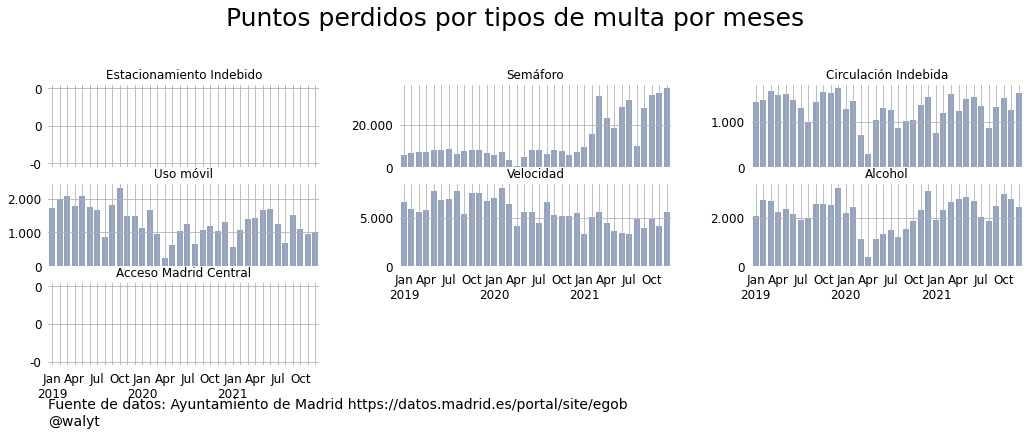 Puntos perdidos por tipos de multa por meses
Estacionamiento Indebido
Semáforo
Circulación Indebida
0
0
-0
20.000
0
1.000
0
Uso móvil
Velocidad
Alcohol
2.000
1.000
0
5.000
0
2.000
0
Jan Apr Jul Oct Jan Apr Jul Oct Jan Apr Jul Oct
2019 2020 2021
Jan Apr Jul Oct Jan Apr Jul Oct Jan Apr Jul Oct
2019 2020 2021
Acceso Madrid Central
0
0
-0
Jan Apr Jul Oct Jan Apr Jul Oct Jan Apr Jul Oct
2019 2020 2021
Fuente de datos: Ayuntamiento de Madrid https://datos.madrid.es/portal/site/egob
@walyt